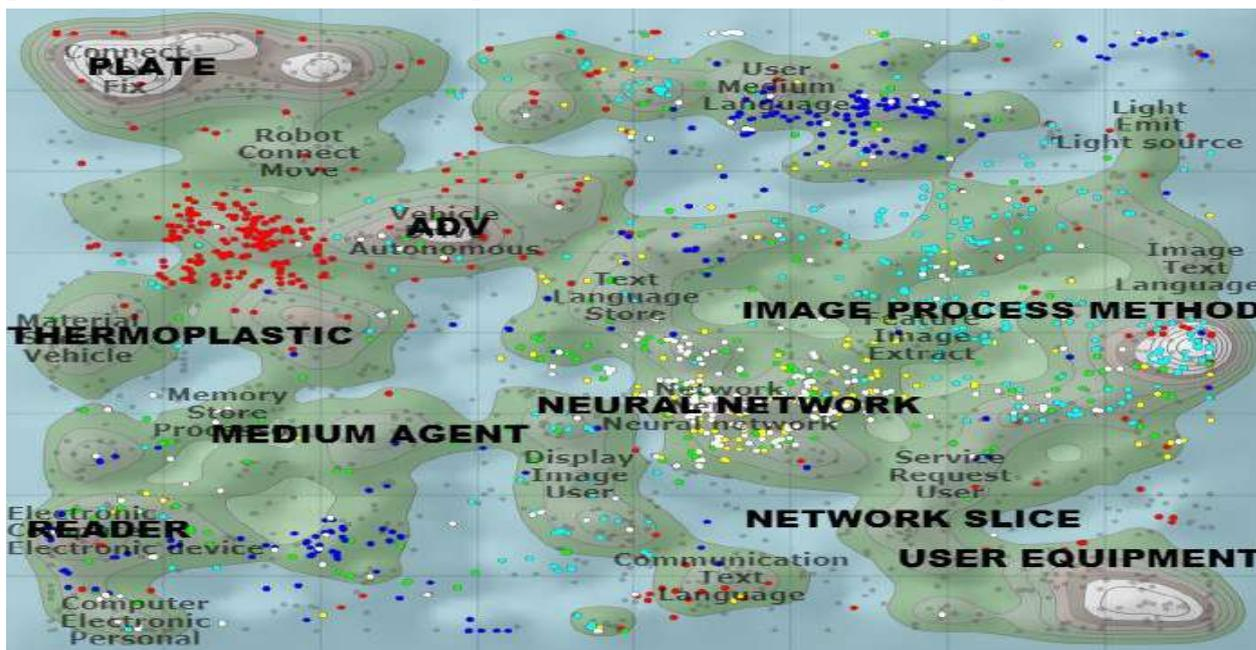 Connect
PLATE
Fix
User
Medium
Language
Light
Emit
Light source
Robot
Connect
Move
Vehicle
ADV
Autonomous
Image
Text
Language
Text
Language
Store
IMAGE PROCESS METHOD
Feature
Image
Extract
Material
THERMOPLASTIC
Vehicle
Memory
Store
MEDIUM AGENT
Network
NEURAL NETWORK
Neural network
Display
Image
User
Service
Request
User
Electronic
READER
Electronic device
NETWORK SLICE
USER EQUIPMENT
Communication
Text
Language
Computer
Electronic
Personal